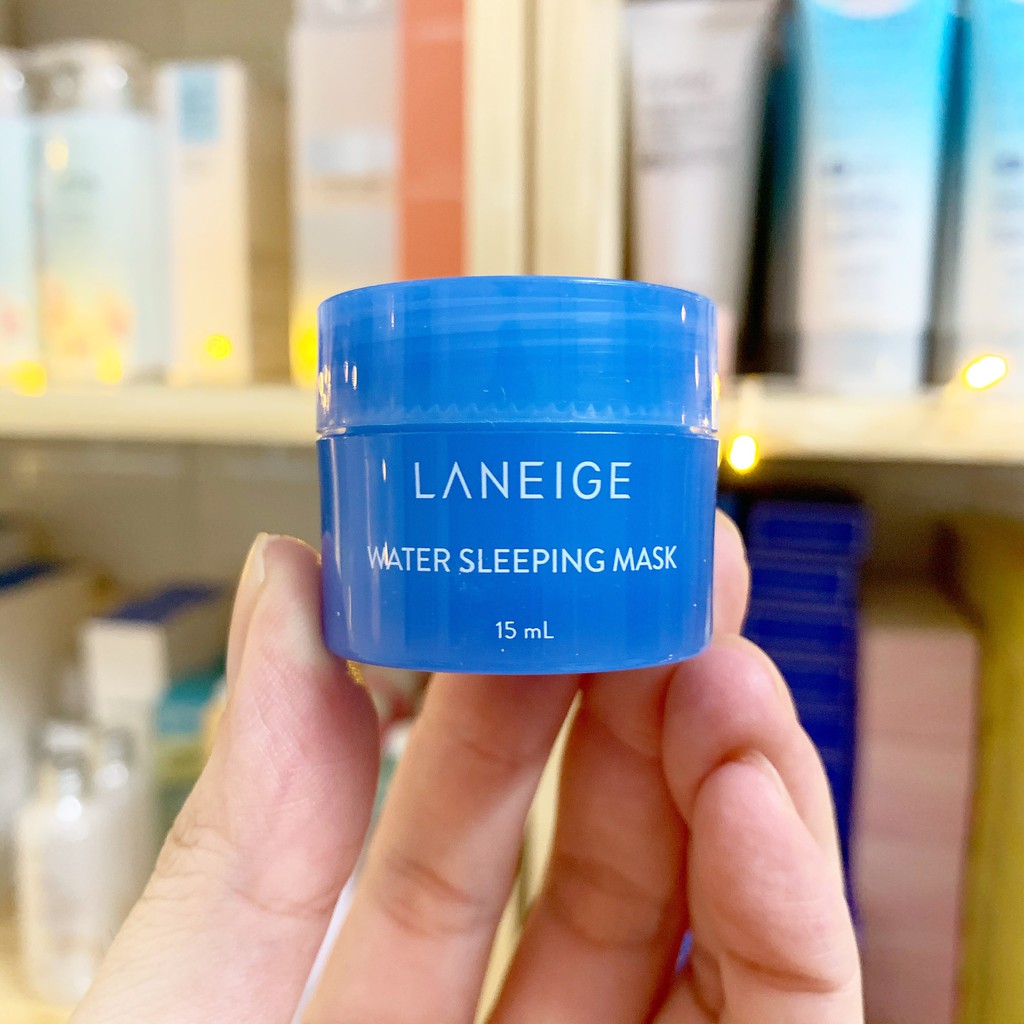 LANEIGE
WATER SLEEPING MASK
15 mL